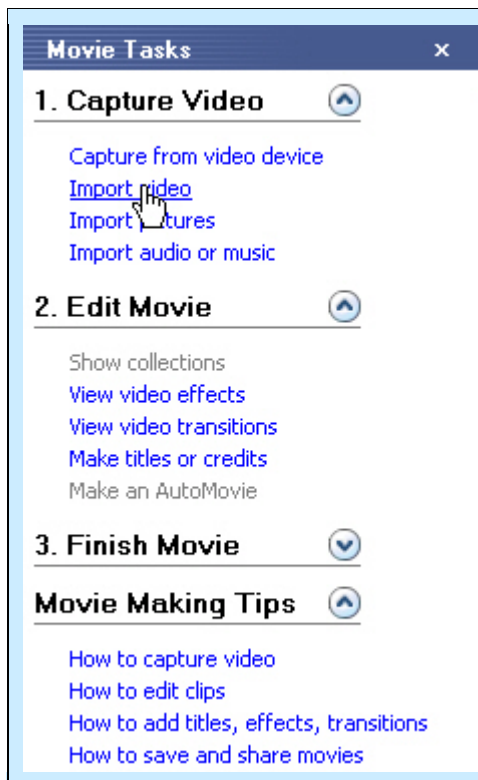 Movie Tasks
1. Capture Video
Capture from video device
Import video
Import pictures
Import audio or music
2. Edit Movie
Show collections
View video effects
View video transitions
Make titles or credits
Make an AutoMovie
3. Finish Movie
Movie Making Tips
How to capture video
How to edit clips
How to add titles, effects, transitions
How to save and share movies